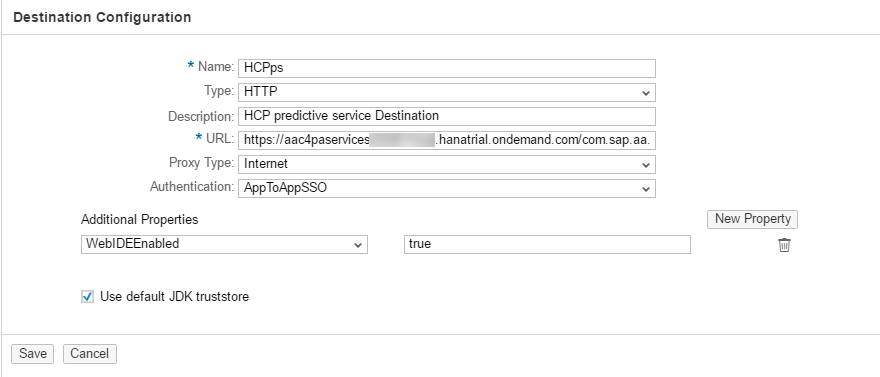 Destination Configuration
* Name: HCPps
Type: HTTP
Description: HCP predictive service Destination
* URL: https://aac4paservices .hanatrial.ondemand.com/com.sap.aa.
Proxy Type: Internet
Authentication: AppToAppSSO
Additional Properties New Property
WebIDEEnabled true
Use default JDK truststore
Save Cancel